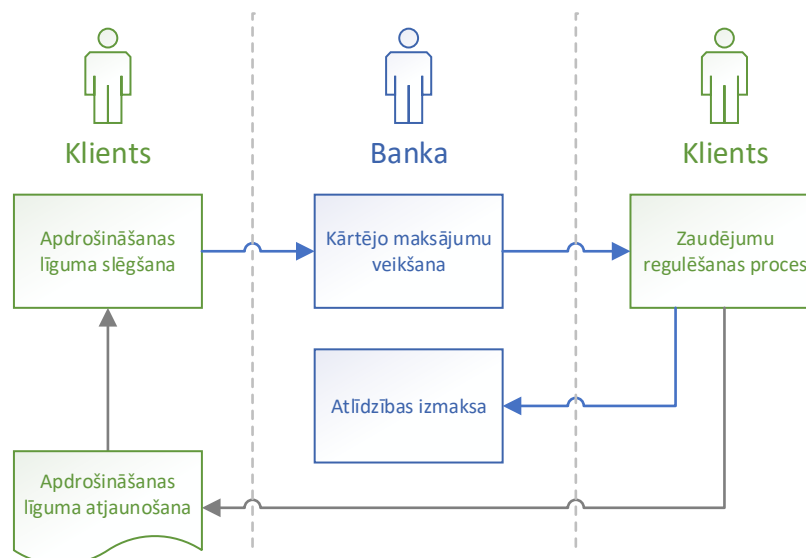 Klients
Banka
Klients
Apdrošināšanas
līguma slēgšana
Kārtējo maksājumu
veikšana
Zaudējumu
regulēšanas proces
Atlīdzības izmaksa
Apdrošināšanas
līguma atjaunošana